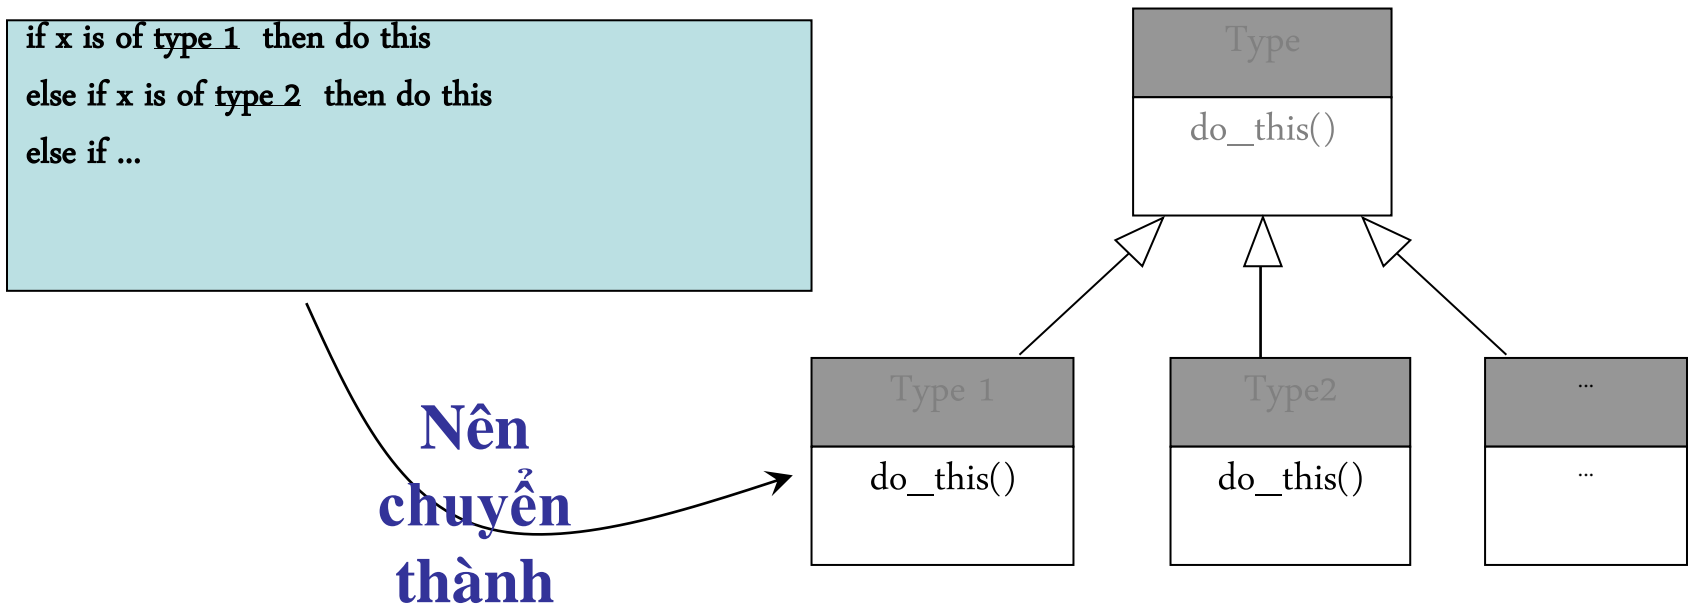 if x is of type 1 then do this
else if x is of type 2 then do this
else if ...
Nên
chuyển
thành
Type
do_this()
Type 1
do_this()
Type2
do_this()
...
...